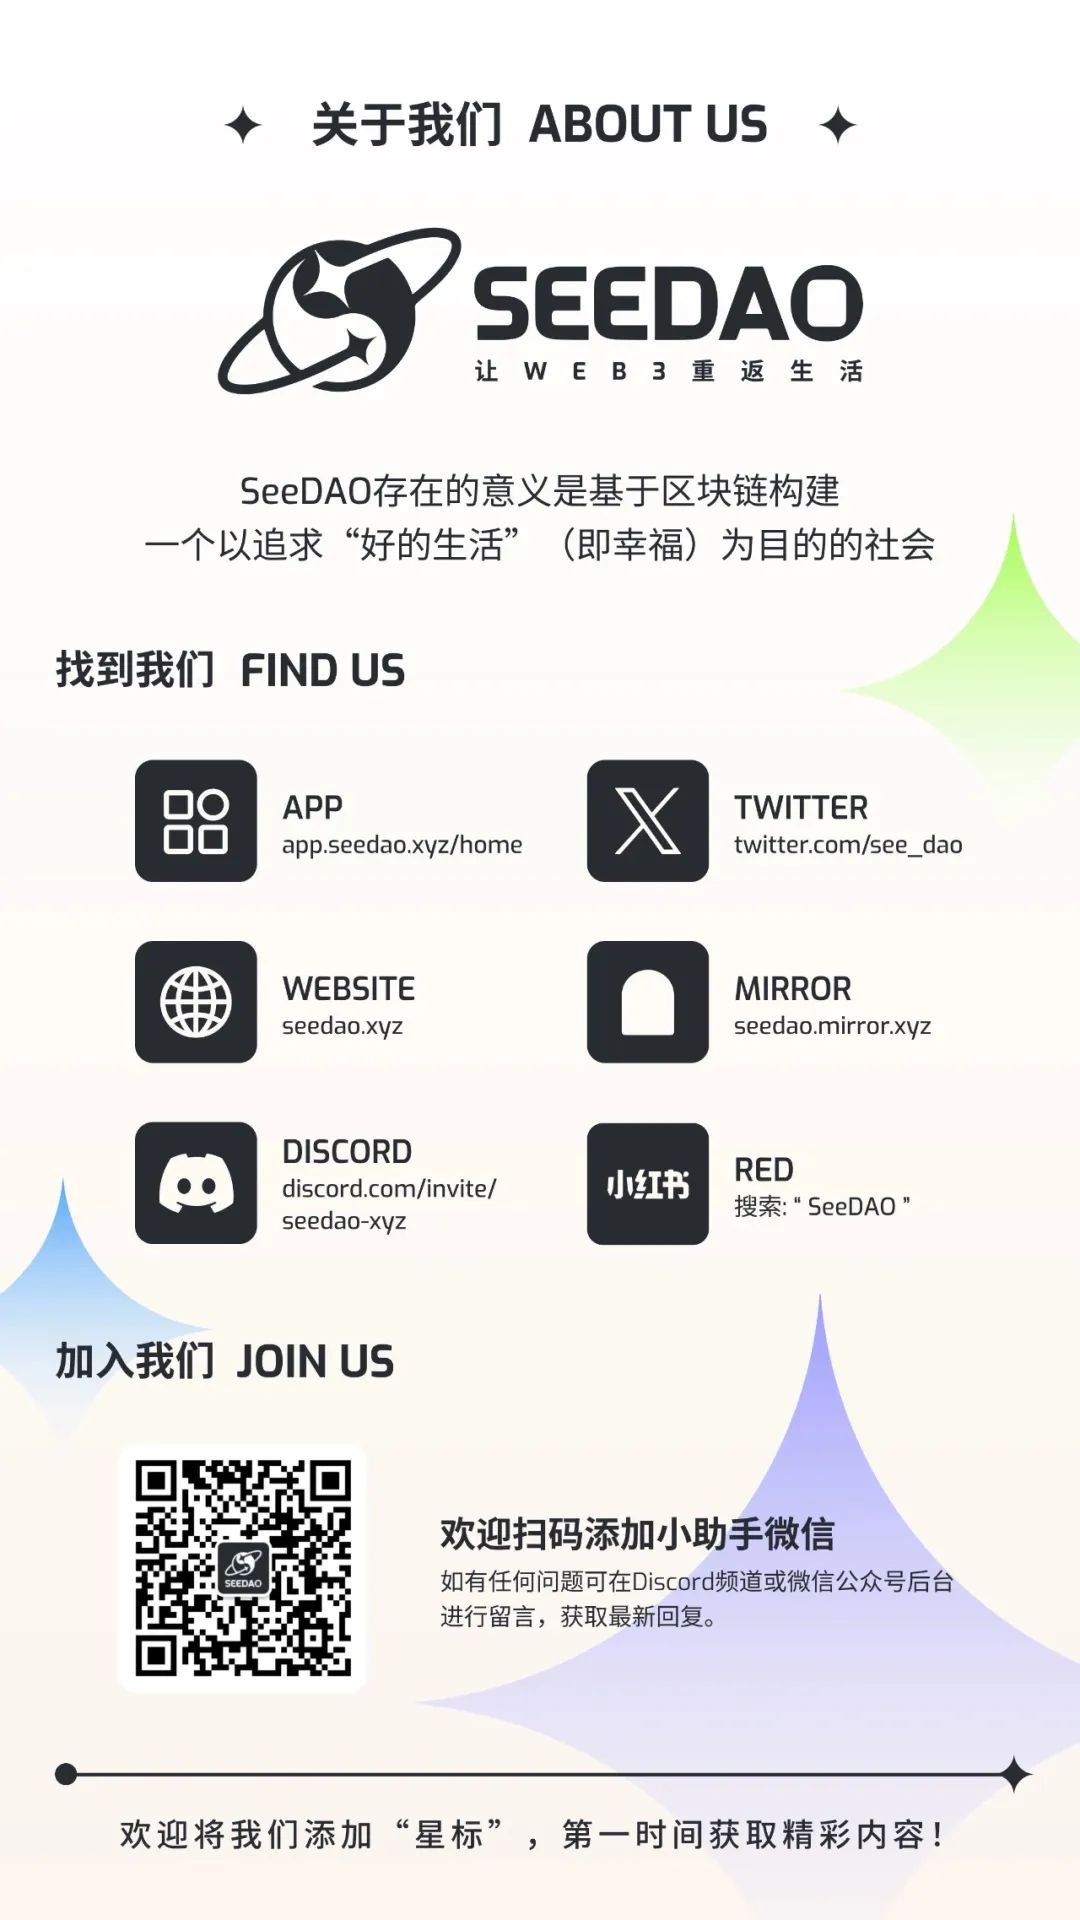 关于我们 ABOUT US
SEEDAO
让WEB3重返生活
SeeDAO存在的意义是基于区块链构建
一个以追求“好的生活”（即幸福）为目的的社会
找到我们 FIND US
APP
app.seedao.xyz/home
TWITTER
twitter.com/see_dao
WEBSITE
seedao.xyz
MIRROR
seedao.mirror.xyz
DISCORD
discord.com/invite/
seedao-xyz
小红书
RED
搜索: “ SeeDAO ”
加入我们 JOIN US
SEEDAO
欢迎扫码添加小助手微信
如有任何问题可在Discord频道或微信公众号后台
进行留言，获取最新回复。
欢迎将我们添加“星标”，第一时间获取精彩内容！